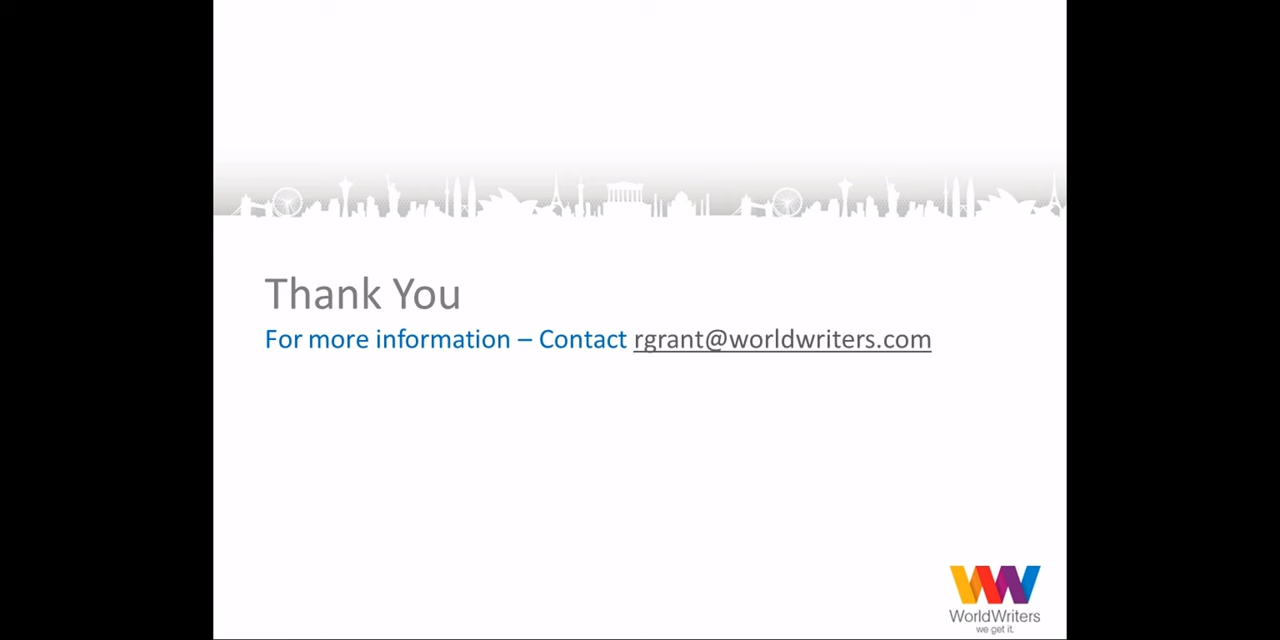 Thank You
For more information – Contact rgrant@worldwriters.com
WorldWriters
we get it.